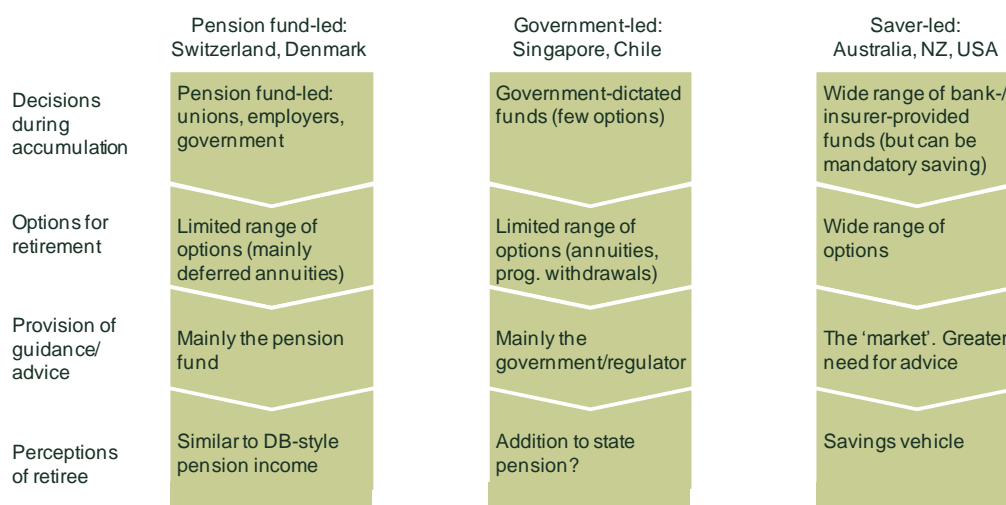 Pension fund-led:
Switzerland, Denmark
Government-led:
Singapore, Chile
Saver-led:
Australia, NZ, USA
Decisions
during
accumulation
Pension fund-led:
unions, employers,
government
Government-dictated
funds (few options)
Wide range of bank-/
insurer-provided
funds (but can be
mandatory saving)
Options for
retirement
Limited range of
options (mainly
deferred annuities)
Limited range of
options (annuities,
prog. withdrawals)
Wide range of
options
Provision of
guidance/
advice
Mainly the pension
fund
Mainly the
government/regulator
The ‘market’. Greater
need for advice
Perceptions
of retiree
Similar to DB-style
pension income
Addition to state
pension?
Savings vehicle